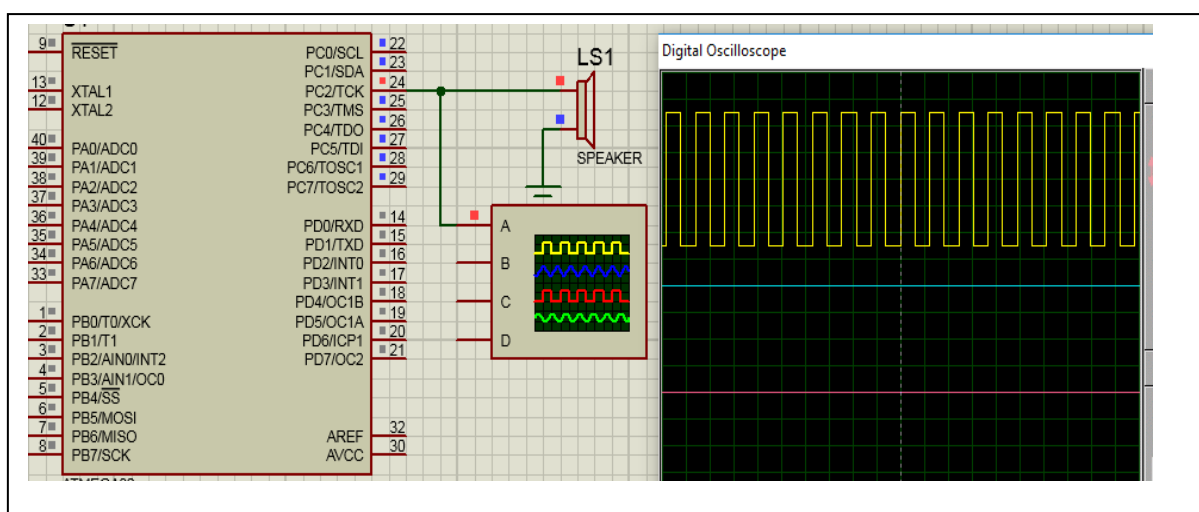 9 RESET PC0/SCL 22
PC1/SDA 23
13 XTAL1 PC2/TCK 24
12 XTAL2 PC3/TMS 25
PC4/TDO 26
40 PA0/ADC0 PC5/TDI 27
39 PA1/ADC1 PC6/TOSC1 28
38 PA2/ADC2 PC7/TOSC2 29
37 PA3/ADC3
36 PA4/ADC4 PD0/RXD 14
35 PA5/ADC5 PD1/TXD 15
34 PA6/ADC6 PD2/INT0 16
33 PA7/ADC7 PD3/INT1 17
PD4/OC1B 18
1 PB0/T0/XCK PD5/OC1A 19
2 PB1/T1 PD6/ICP1 20
3 PB2/AIN0/INT2 PD7/OC2 21
4 PB3/AIN1/OC0
5 PB4/SS
6 PB5/MOSI
7 PB6/MISO AREF 32
8 PB7/SCK AVCC 30
LS1
SPEAKER
A
B
C
D
Digital Oscilloscope